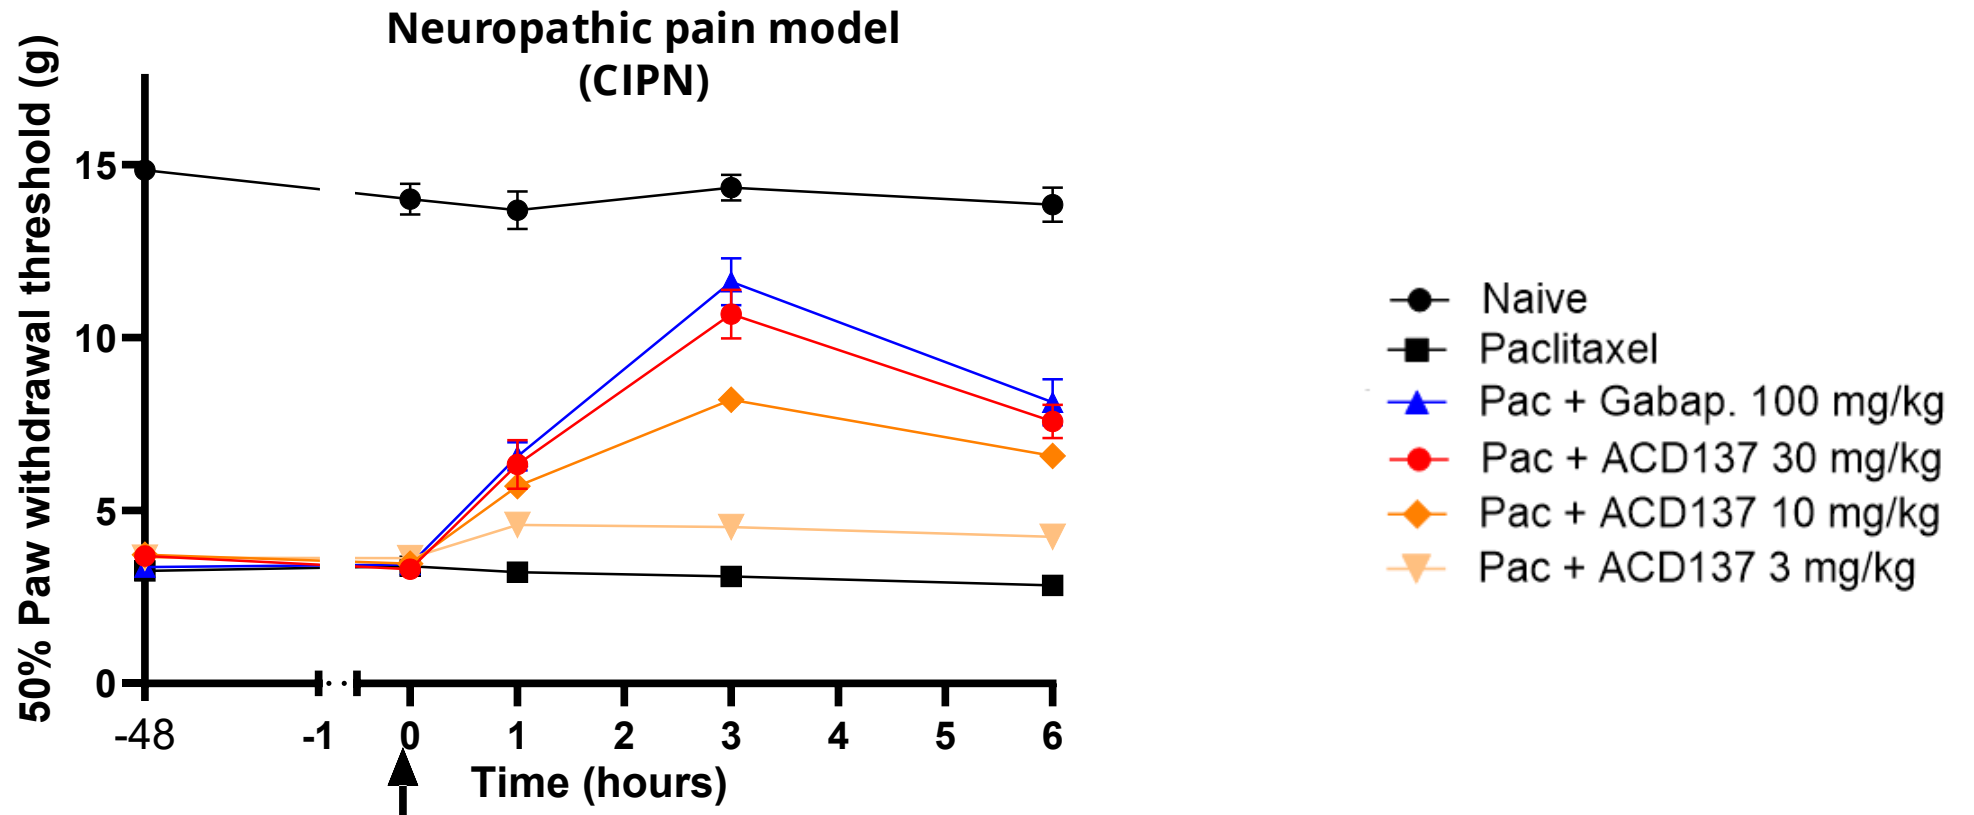 Neuropathic pain model
(CIPN)
50% Paw withdrawal threshold (g)
15
10
5
0
-48
-1
0
1
2
3
4
5
6
Time (hours)
Naive
Paclitaxel
Pac + Gabap. 100 mg/kg
Pac + ACD137 30 mg/kg
Pac + ACD137 10 mg/kg
Pac + ACD137 3 mg/kg